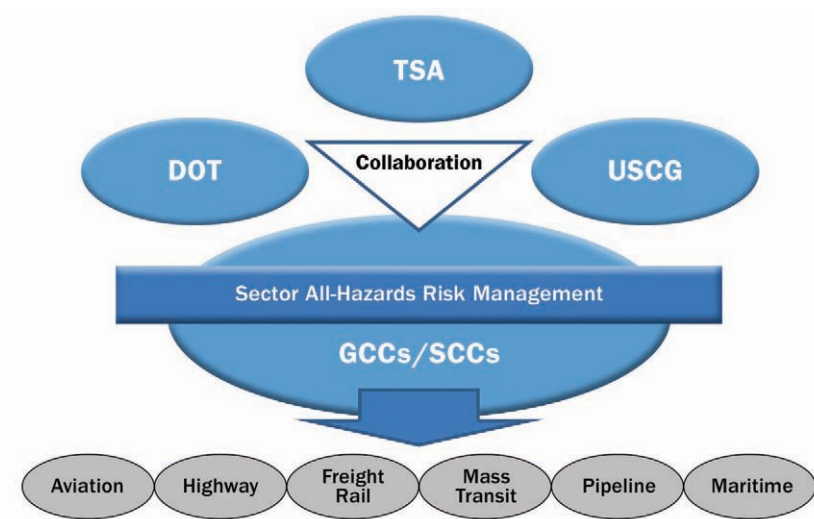 TSA
DOT
Collaboration
USCG
Sector All-Hazards Risk Management
GCCs/SCCs
Aviation
Highway
Freight
Rail
Mass
Transit
Pipeline
Maritime